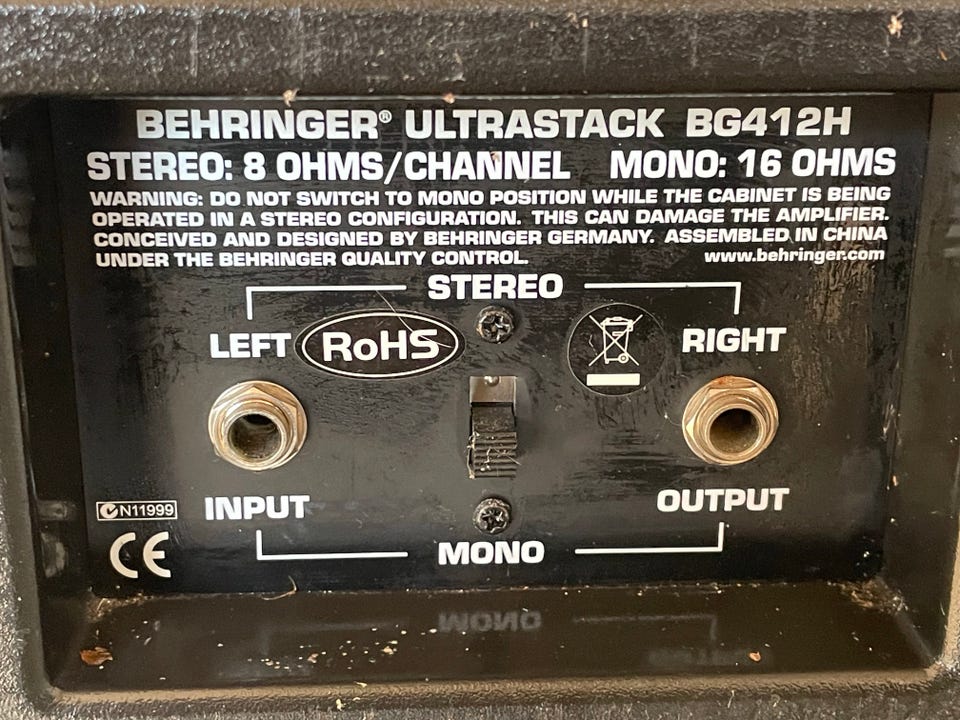 BEHRINGER® ULTRASTACK BG412H
STEREO: 8 OHMS/CHANNEL MONO: 16 OHMS
WARNING: DO NOT SWITCH TO MONO POSITION WHILE THE CABINET IS BEING
OPERATED IN A STEREO CONFIGURATION. THIS CAN DAMAGE THE AMPLIFIER.
CONCEIVED AND DESIGNED BY BEHRINGER GERMANY. ASSEMBLED IN CHINA
UNDER THE BEHRINGER QUALITY CONTROL. www.behringer.com
STEREO
LEFT RoHS RIGHT
INPUT OUTPUT
N11999
CE MONO